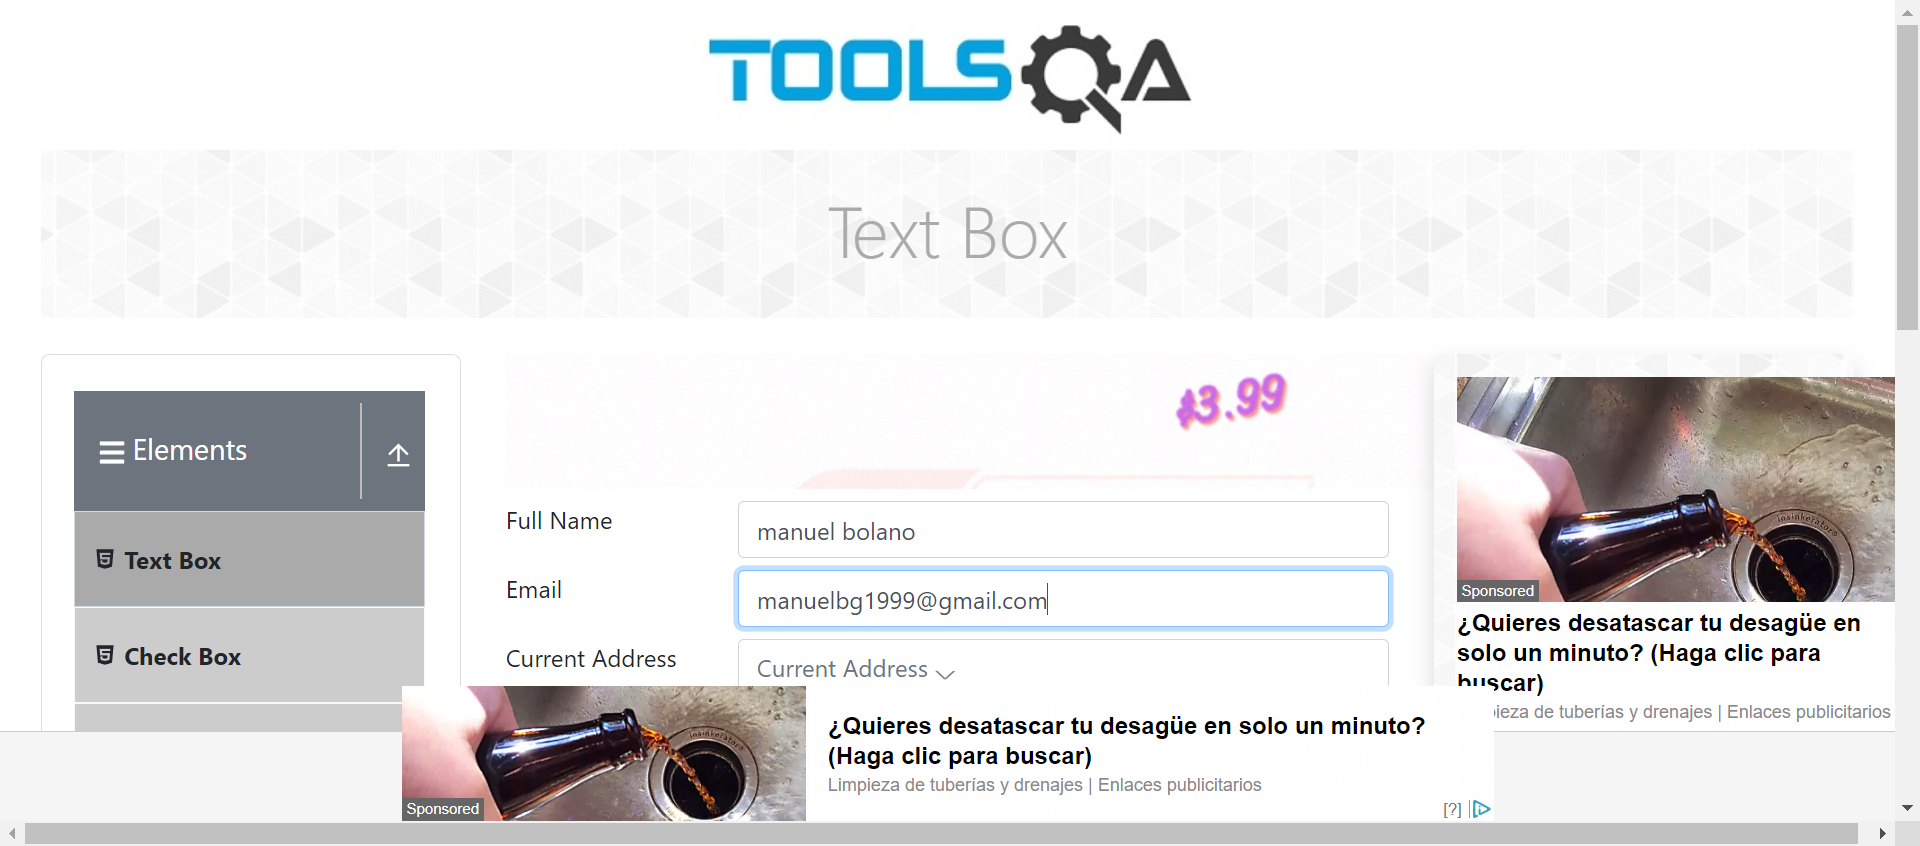 TOOLSQA
Text Box
Elements
Text Box
Check Box
$3.99
Full Name
manuel bolano
Email
manuelbg1999@gmail.com
Current Address
Current Address
Sponsored
¿Quieres desatascar tu desagüe en
solo un minuto? (Haga clic para
buscar)
pieza de tuberías y drenajes | Enlaces publicitarios
insinkerator
Sponsored
¿Quieres desatascar tu desagüe en solo un minuto?
(Haga clic para buscar)
Limpieza de tuberías y drenajes | Enlaces publicitarios
[?]